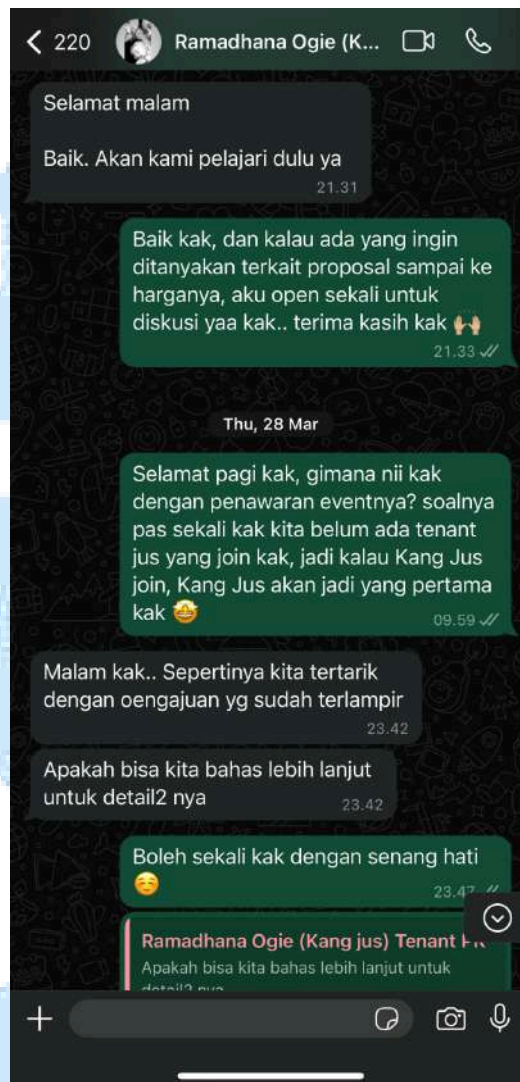 220
Ramadhana Ogie (K...
Selamat malam
Baik. Akan kami pelajari dulu ya
21.31
Baik kak, dan kalau ada yang ingin
ditanyakan terkait proposal sampai ke
harganya, aku open sekali untuk
diskusi yaa kak.. terima kasih kak 🙌🏼
21.33
Thu, 28 Mar
Selamat pagi kak, gimana nii kak
dengan penawaran eventnya? soalnya
pas sekali kak kita belum ada tenant
jus yang join kak, jadi kalau Kang Jus
join, Kang Jus akan jadi yang pertama
kak 🤩
09.59
Malam kak.. Sepertinya kita tertarik
dengan oengajuan yg sudah terlampir
23.42
Apakah bisa kita bahas lebih lanjut
untuk detail2 nya
23.42
Boleh sekali kak dengan senang hati
☺️
23.47
Ramadhana Ogie (Kang jus) Tenant PK
Apakah bisa kita bahas lebih lanjut untuk
detail2 nya